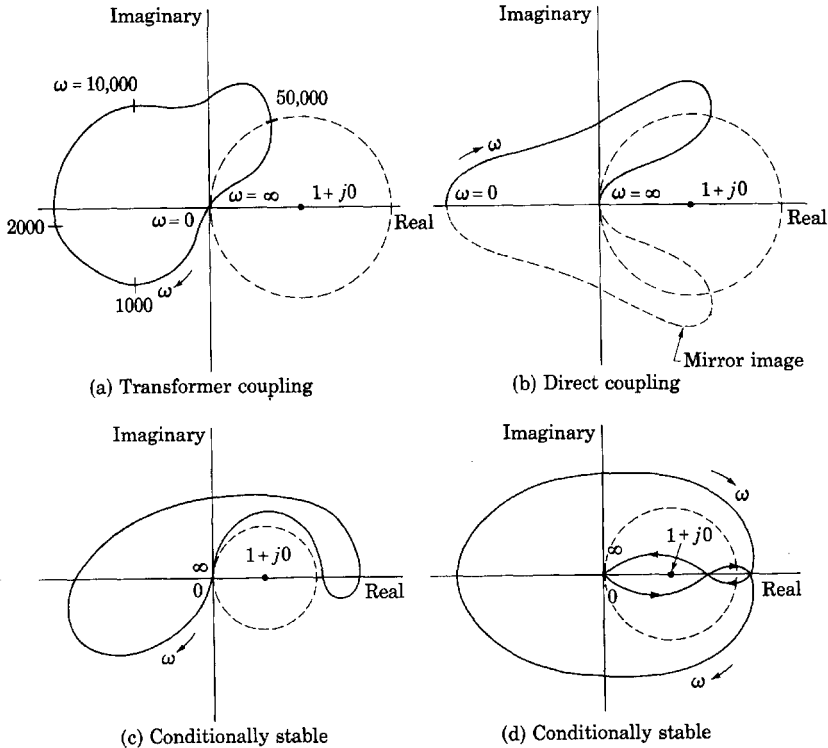 Imaginary
ω = 10,000
50,000
ω = ∞
1 + j0
Real
ω = 0
2000
1000
ω
(a) Transformer coupling
Imaginary
ω
ω = 0
ω = ∞
1 + j0
Real
Mirror image
(b) Direct coupling
Imaginary
∞
0
1 + j0
Real
ω
(c) Conditionally stable
Imaginary
ω
1 + j0
∞
0
Real
ω
(d) Conditionally stable